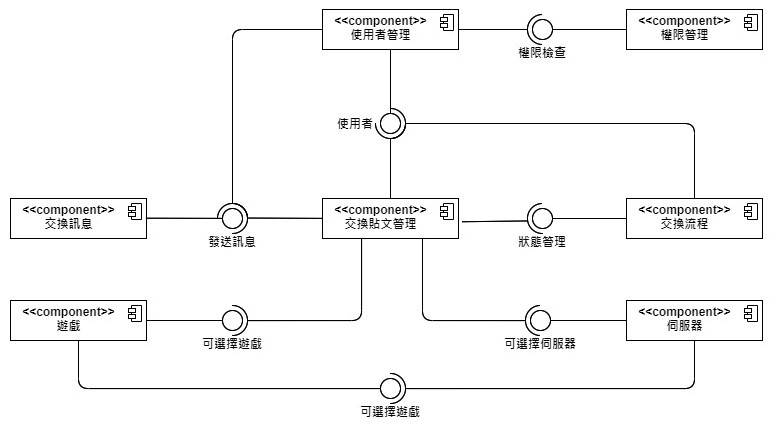 <<component>>
使用者管理
<<component>>
權限管理
權限檢查
使用者
<<component>>
交換訊息
<<component>>
交換貼文管理
<<component>>
交換流程
發送訊息
狀態管理
<<component>>
遊戲
<<component>>
伺服器
可選擇遊戲
可選擇伺服器
可選擇遊戲